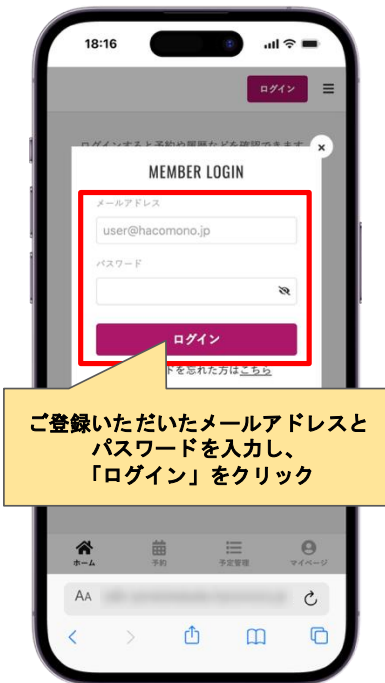 18:16
ログイン
ログインすると予約や履歴などを確認できます
MEMBER LOGIN
メールアドレス
user@hacomono.jp
パスワード
ログイン
ドを忘れた方はこちら
ご登録いただいたメールアドレスと
パスワードを入力し、
「ログイン」をクリック
ホーム
予約
予定管理
マイページ
AA